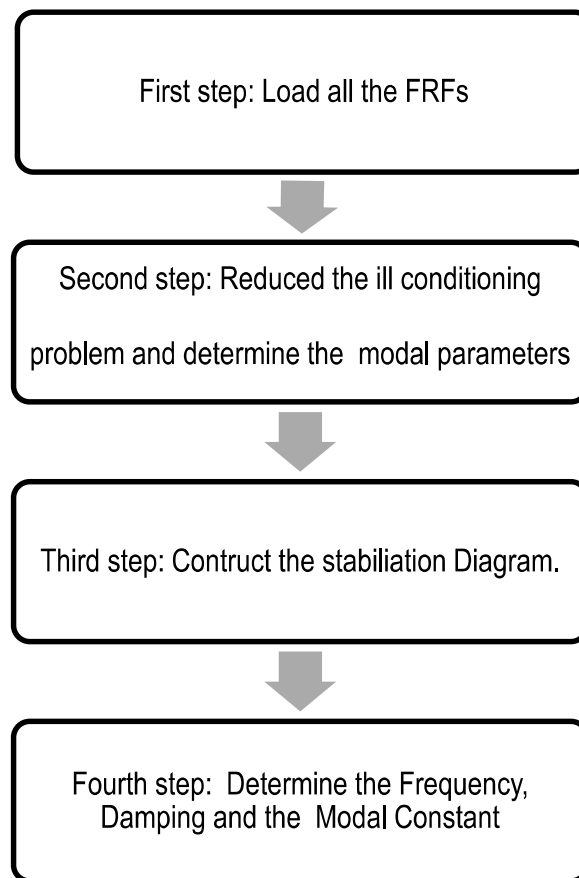 First step: Load all the FRFs
Second step: Reduced the ill conditioning
problem and determine the modal parameters
Third step: Contruct the stabiliation Diagram.
Fourth step: Determine the Frequency,
Damping and the Modal Constant